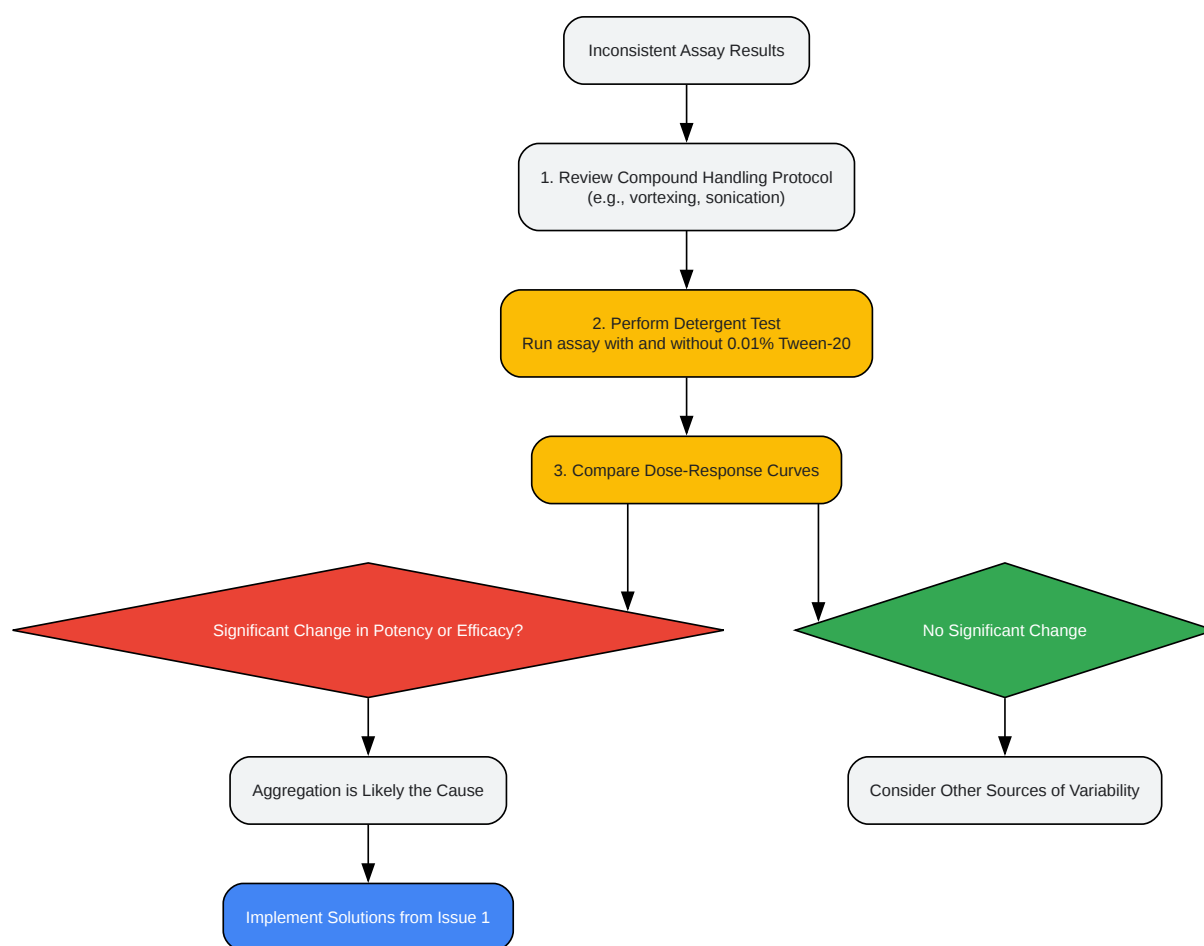 Inconsistent Assay Results
1. Review Compound Handling Protocol
(e.g., vortexing, sonication)
2. Perform Detergent Test
Run assay with and without 0.01% Tween-20
3. Compare Dose-Response Curves
Significant Change in Potency or Efficacy?
No Significant Change
Aggregation is Likely the Cause
Consider Other Sources of Variability
Implement Solutions from Issue 1